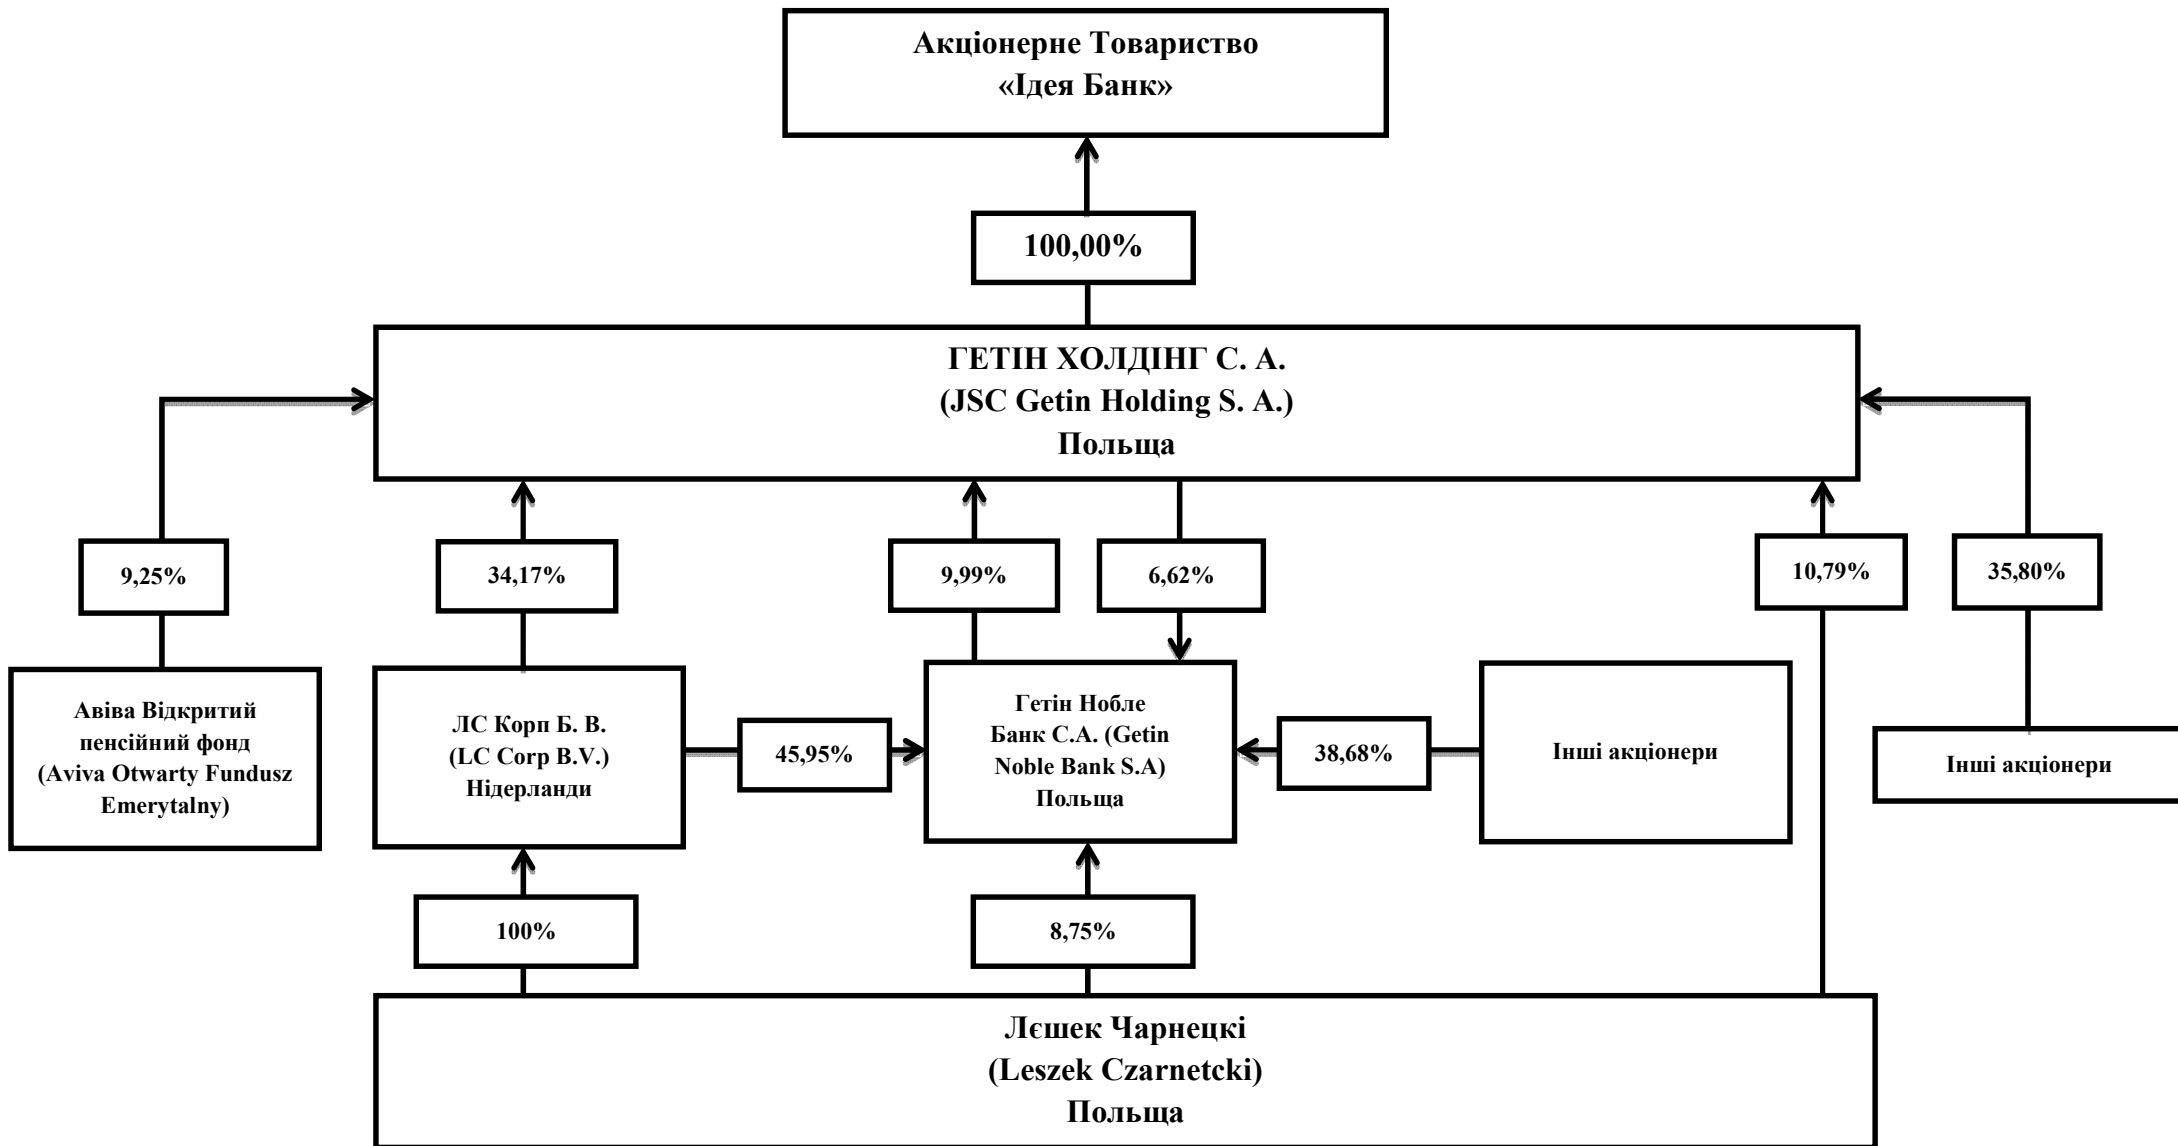 Акціонерне Товариство
«Ідея Банк»
100,00%
ГЕТІН ХОЛДІНГ С. А.
(JSC Getin Holding S. A.)
Польща
9,25%
34,17%
9,99%
6,62%
10,79%
35,80%
Авіва Відкритий
пенсійний фонд
(Aviva Otwarty Fundusz
Emerytalny)
ЛС Корп Б. В.
(LC Corp B.V.)
Нідерланди
45,95%
Гетін Нобле
Банк С.А. (Getin
Noble Bank S.A)
Польща
38,68%
Інші акціонери
Інші акціонери
100%
8,75%
Лєшек Чарнецкі
(Leszek Czarnetcki)
Польща